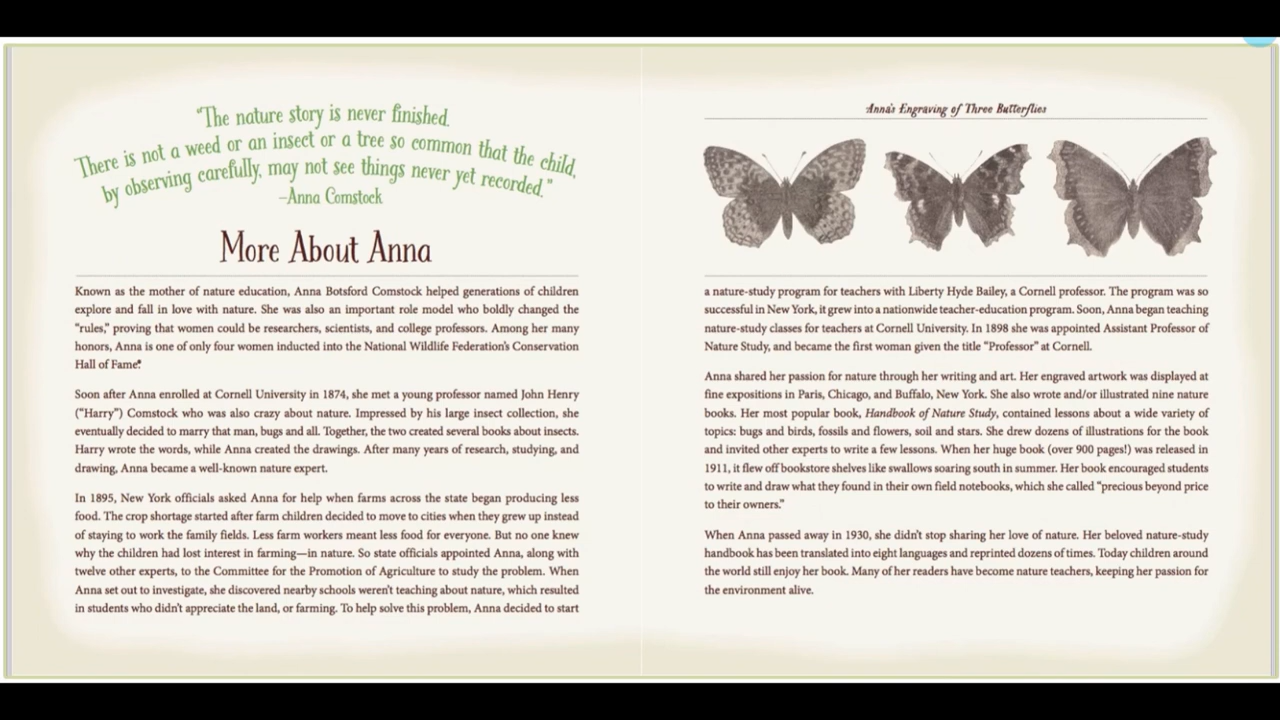 "The nature story is never finished.
There is not a weed or an insect or a tree so common that the child,
by observing carefully, may not see things never yet recorded."
–Anna Comstock
More About Anna
Known as the mother of nature education, Anna Botsford Comstock helped generations of children
explore and fall in love with nature. She was also an important role model who boldly changed the
"rules," proving that women could be researchers, scientists, and college professors. Among her many
honors, Anna is one of only four women inducted into the National Wildlife Federation's Conservation
Hall of Fame.*
Soon after Anna enrolled at Cornell University in 1874, she met a young professor named John Henry
("Harry") Comstock who was also crazy about nature. Impressed by his large insect collection, she
eventually decided to marry that man, bugs and all. Together, the two created several books about insects.
Harry wrote the words, while Anna created the drawings. After many years of research, studying, and
drawing, Anna became a well-known nature expert.
In 1895, New York officials asked Anna for help when farms across the state began producing less
food. The crop shortage started after farm children decided to move to cities when they grew up instead
of staying to work the family fields. Less farm workers meant less food for everyone. But no one knew
why the children had lost interest in farming—in nature. So state officials appointed Anna, along with
twelve other experts, to the Committee for the Promotion of Agriculture to study the problem. When
Anna set out to investigate, she discovered nearby schools weren't teaching about nature, which resulted
in students who didn't appreciate the land, or farming. To help solve this problem, Anna decided to start
Anna's Engraving of Three Butterflies
a nature-study program for teachers with Liberty Hyde Bailey, a Cornell professor. The program was so
successful in New York, it grew into a nationwide teacher-education program. Soon, Anna began teaching
nature-study classes for teachers at Cornell University. In 1898 she was appointed Assistant Professor of
Nature Study, and became the first woman given the title "Professor" at Cornell.
Anna shared her passion for nature through her writing and art. Her engraved artwork was displayed at
fine expositions in Paris, Chicago, and Buffalo, New York. She also wrote and/or illustrated nine nature
books. Her most popular book, Handbook of Nature Study, contained lessons about a wide variety of
topics: bugs and birds, fossils and flowers, soil and stars. She drew dozens of illustrations for the book
and invited other experts to write a few lessons. When her huge book (over 900 pages!) was released in
1911, it flew off bookstore shelves like swallows soaring south in summer. Her book encouraged students
to write and draw what they found in their own field notebooks, which she called "precious beyond price
to their owners."
When Anna passed away in 1930, she didn't stop sharing her love of nature. Her beloved nature-study
handbook has been translated into eight languages and reprinted dozens of times. Today children around
the world still enjoy her book. Many of her readers have become nature teachers, keeping her passion for
the environment alive.